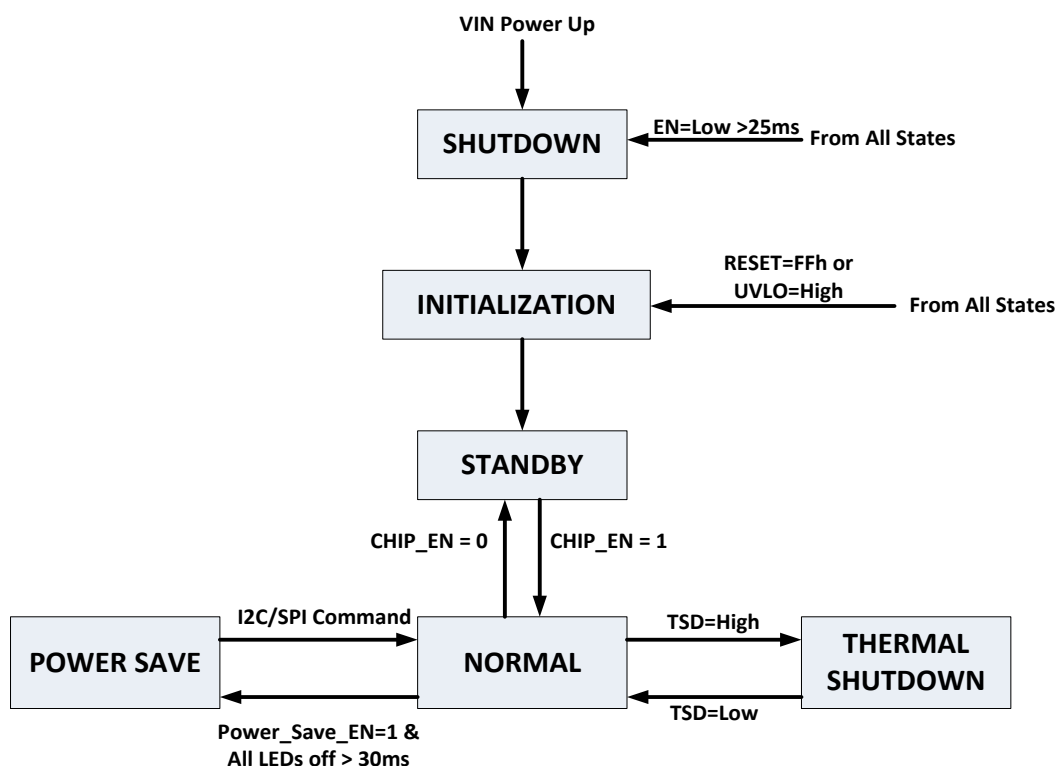 VIN Power Up
SHUTDOWN
EN=Low >25ms
From All States
INITIALIZATION
RESET=FFh or
UVLO=High
From All States
STANDBY
CHIP_EN = 0
CHIP_EN = 1
POWER SAVE
I2C/SPI Command
NORMAL
TSD=High
THERMAL
SHUTDOWN
Power_Save_EN=1 &
All LEDs off > 30ms
TSD=Low